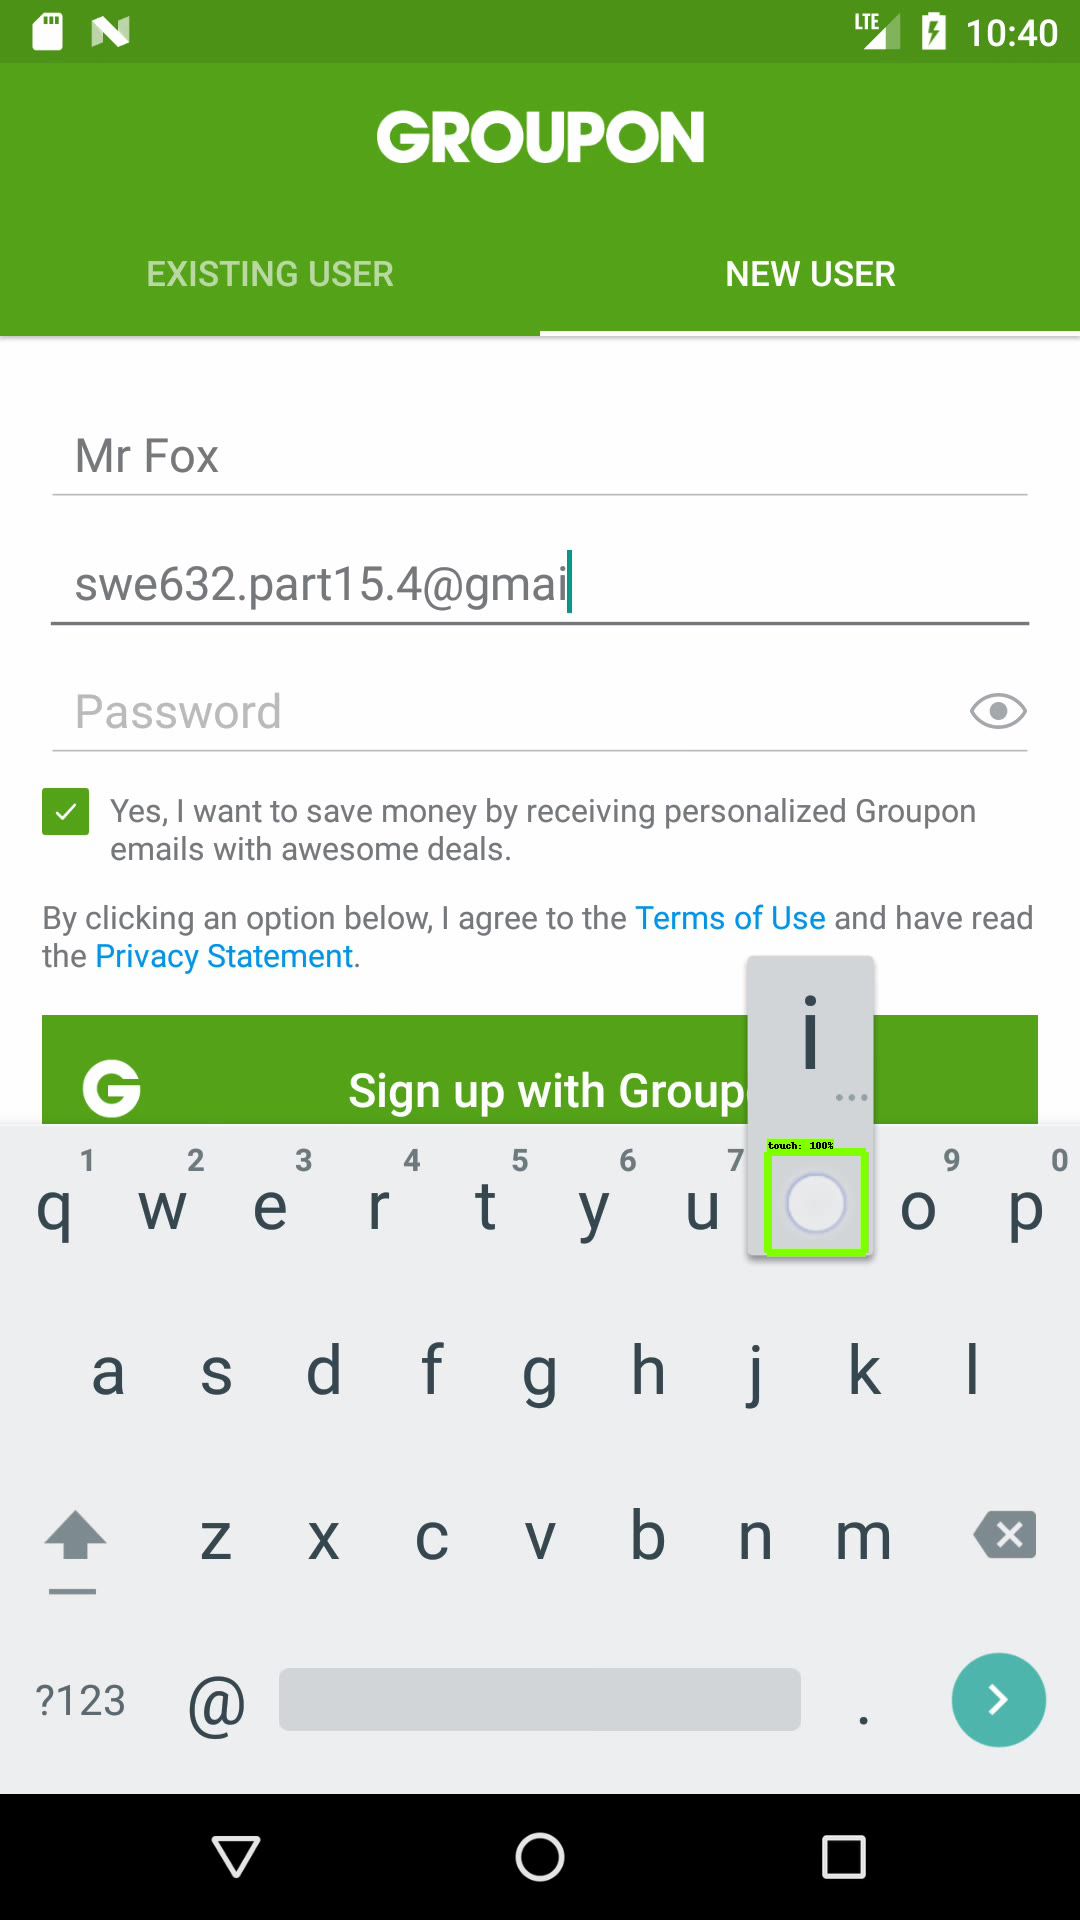 LTE 10:40
GROUPON
EXISTING USER NEW USER
Mr Fox
swe632.part15.4@gmai
Password
Yes, I want to save money by receiving personalized Groupon
emails with awesome deals.
By clicking an option below, I agree to the Terms of Use and have read
the Privacy Statement.
i
...
G Sign up with Groupo
touch: 100%
1 2 3 4 5 6 7 9 0
q w e r t y u o p
a s d f g h j k l
z x c v b n m
?123 @ .